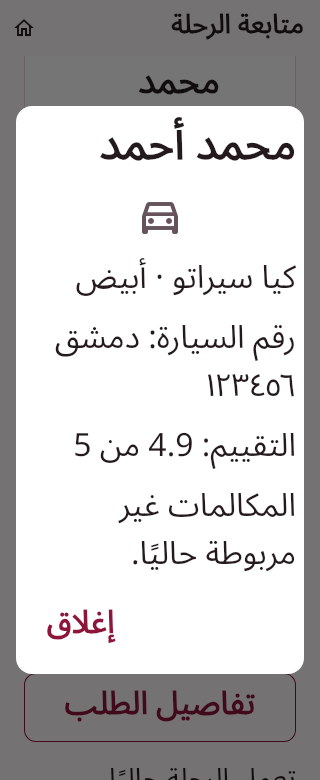 متابعة الرحلة
محمد
محمد أحمد
كيا سيراتو · أبيض
رقم السيارة: دمشق
١٢٣٤٥٦
التقييم: 4.9 من 5
المكالمات غير
مربوطة حاليًا.
إغلاق
تفاصيل الطلب